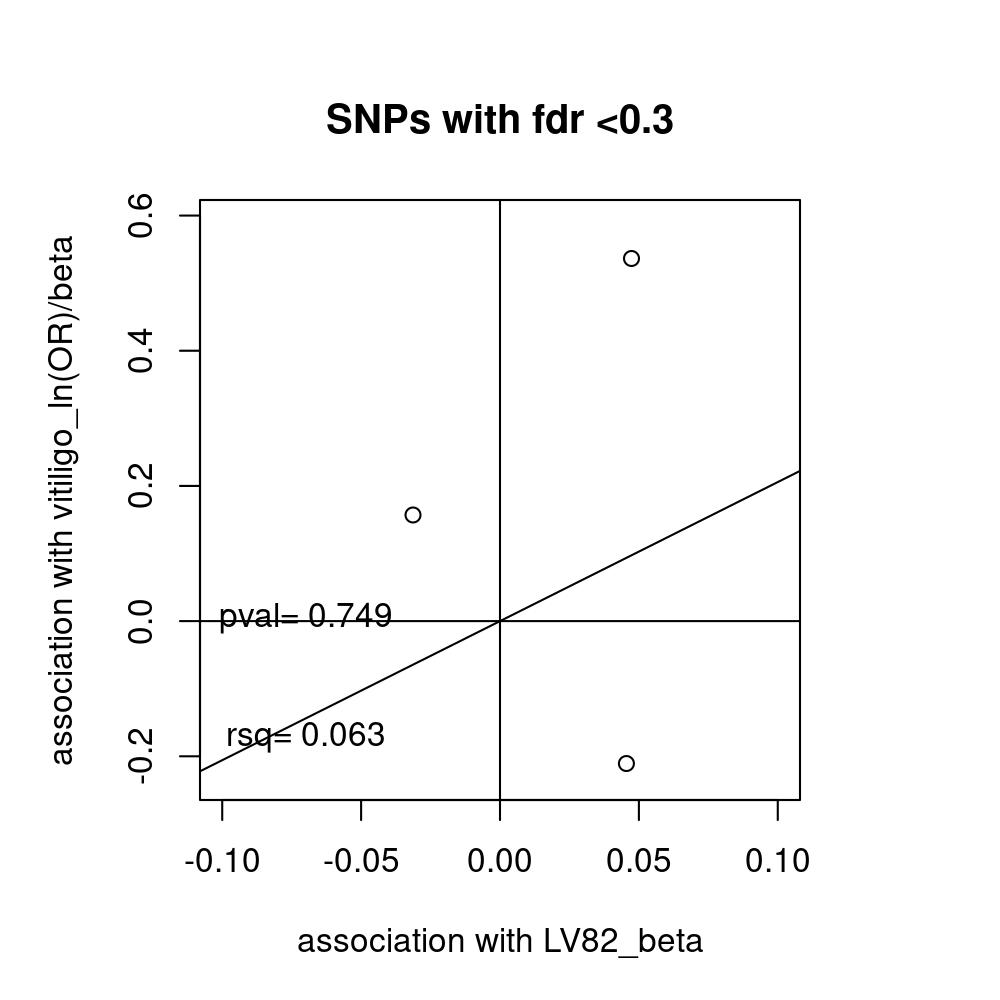 SNPs with fdr <0.3
association with vitiligo_ln(OR)/beta
0.6
0.4
0.2
0.0
-0.2
pval= 0.749
rsq= 0.063
-0.10 -0.05 0.00 0.05 0.10
association with LV82_beta